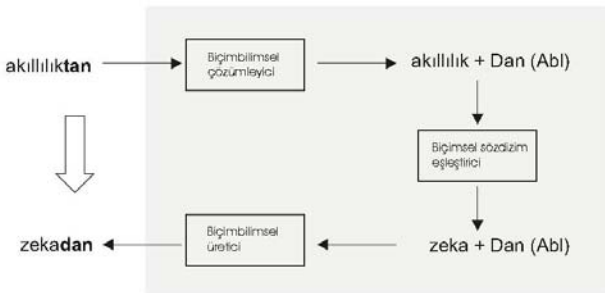 akıllılıktan
Biçimbilimsel
çözümleyici
akıllılık + Dan (Abl)
Biçimsel sözdizim
eşleştirici
zekadan
Biçimbilimsel
üretici
zeka + Dan (Abl)